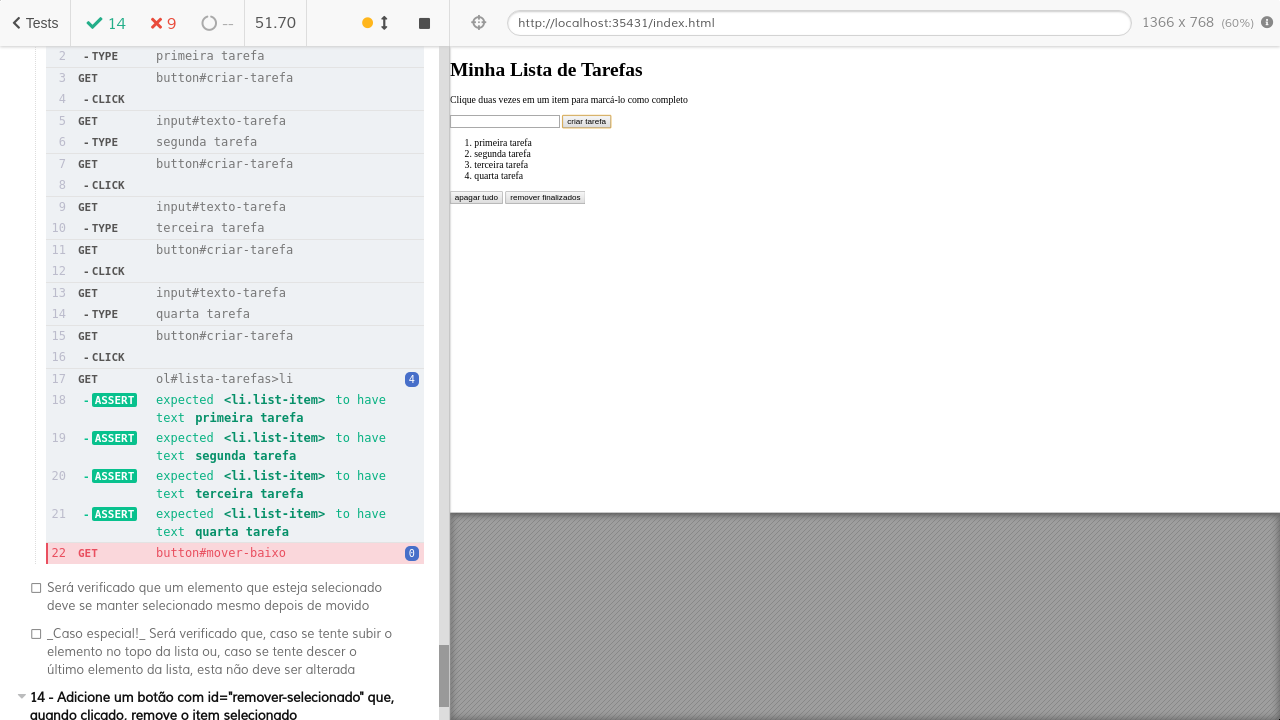 Tests 14 9 -- 51.70 http://localhost:35431/index.html 1366 x 768 (60%)
2 -TYPE primeira tarefa
3 GET button#criar-tarefa
4 -CLICK
5 GET input#texto-tarefa
6 -TYPE segunda tarefa
7 GET button#criar-tarefa
8 -CLICK
9 GET input#texto-tarefa
10 -TYPE terceira tarefa
11 GET button#criar-tarefa
12 -CLICK
13 GET input#texto-tarefa
14 -TYPE quarta tarefa
15 GET button#criar-tarefa
16 -CLICK
17 GET ol#lista-tarefas>li 4
18 -ASSERT expected <li.list-item> to have
text primeira tarefa
19 -ASSERT expected <li.list-item> to have
text segunda tarefa
20 -ASSERT expected <li.list-item> to have
text terceira tarefa
21 -ASSERT expected <li.list-item> to have
text quarta tarefa
22 GET button#mover-baixo 0
Será verificado que um elemento que esteja selecionado
deve se manter selecionado mesmo depois de movido
_Caso especial!_ Será verificado que, caso se tente subir o
elemento no topo da lista ou, caso se tente descer o
último elemento da lista, esta não deve ser alterada
14 - Adicione um botão com id="remover-selecionado" que,
quando clicado, remove o item selecionado
Minha Lista de Tarefas
Clique duas vezes em um item para marcá-lo como completo
criar tarefa
1. primeira tarefa
2. segunda tarefa
3. terceira tarefa
4. quarta tarefa
apagar tudo remover finalizados